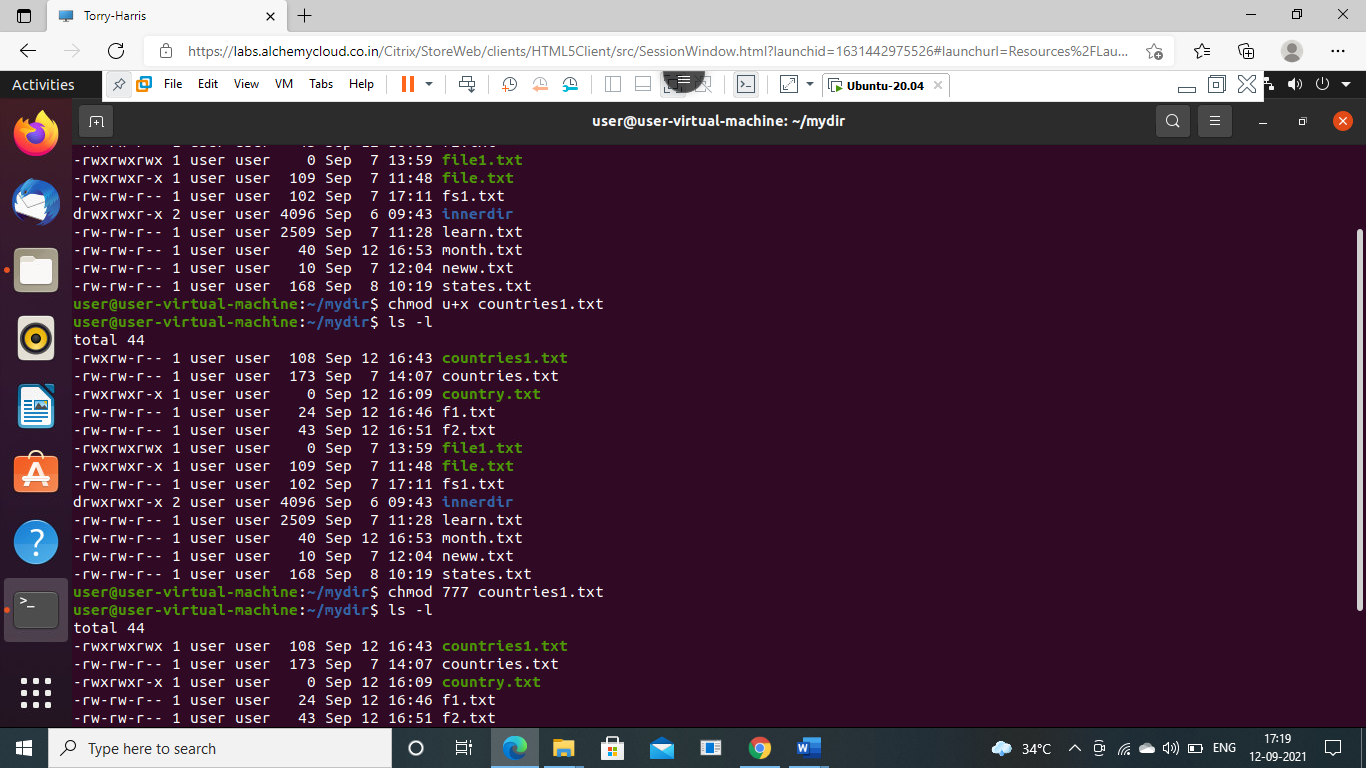 Torry-Harris
https://labs.alchemycloud.co.in/Citrix/StoreWeb/clients/HTML5Client/src/SessionWindow.html?launchid=1631442975526#launchurl=Resources%2FLau...
Activities
File Edit View VM Tabs Help
Ubuntu-20.04
user@user-virtual-machine: ~/mydir
-rwxrwxrwx 1 user user    0 Sep  7 13:59 file1.txt
-rwxrwxr-x 1 user user  109 Sep  7 11:48 file.txt
-rw-rw-r-- 1 user user  102 Sep  7 17:11 fs1.txt
drwxrwxr-x 2 user user 4096 Sep  6 09:43 innerdir
-rw-rw-r-- 1 user user 2509 Sep  7 11:28 learn.txt
-rw-rw-r-- 1 user user   40 Sep 12 16:53 month.txt
-rw-rw-r-- 1 user user   10 Sep  7 12:04 neww.txt
-rw-rw-r-- 1 user user  168 Sep  8 10:19 states.txt
user@user-virtual-machine:~/mydir$ chmod u+x countries1.txt
user@user-virtual-machine:~/mydir$ ls -l
total 44
-rwxrw-r-- 1 user user  108 Sep 12 16:43 countries1.txt
-rw-rw-r-- 1 user user  173 Sep  7 14:07 countries.txt
-rwxrwxr-x 1 user user    0 Sep 12 16:09 country.txt
-rw-rw-r-- 1 user user   24 Sep 12 16:46 f1.txt
-rw-rw-r-- 1 user user   43 Sep 12 16:51 f2.txt
-rwxrwxrwx 1 user user    0 Sep  7 13:59 file1.txt
-rwxrwxr-x 1 user user  109 Sep  7 11:48 file.txt
-rw-rw-r-- 1 user user  102 Sep  7 17:11 fs1.txt
drwxrwxr-x 2 user user 4096 Sep  6 09:43 innerdir
-rw-rw-r-- 1 user user 2509 Sep  7 11:28 learn.txt
-rw-rw-r-- 1 user user   40 Sep 12 16:53 month.txt
-rw-rw-r-- 1 user user   10 Sep  7 12:04 neww.txt
-rw-rw-r-- 1 user user  168 Sep  8 10:19 states.txt
user@user-virtual-machine:~/mydir$ chmod 777 countries1.txt
user@user-virtual-machine:~/mydir$ ls -l
total 44
-rwxrwxrwx 1 user user  108 Sep 12 16:43 countries1.txt
-rw-rw-r-- 1 user user  173 Sep  7 14:07 countries.txt
-rwxrwxr-x 1 user user    0 Sep 12 16:09 country.txt
-rw-rw-r-- 1 user user   24 Sep 12 16:46 f1.txt
-rw-rw-r-- 1 user user   43 Sep 12 16:51 f2.txt
Type here to search
34°C
ENG
17:19
12-09-2021